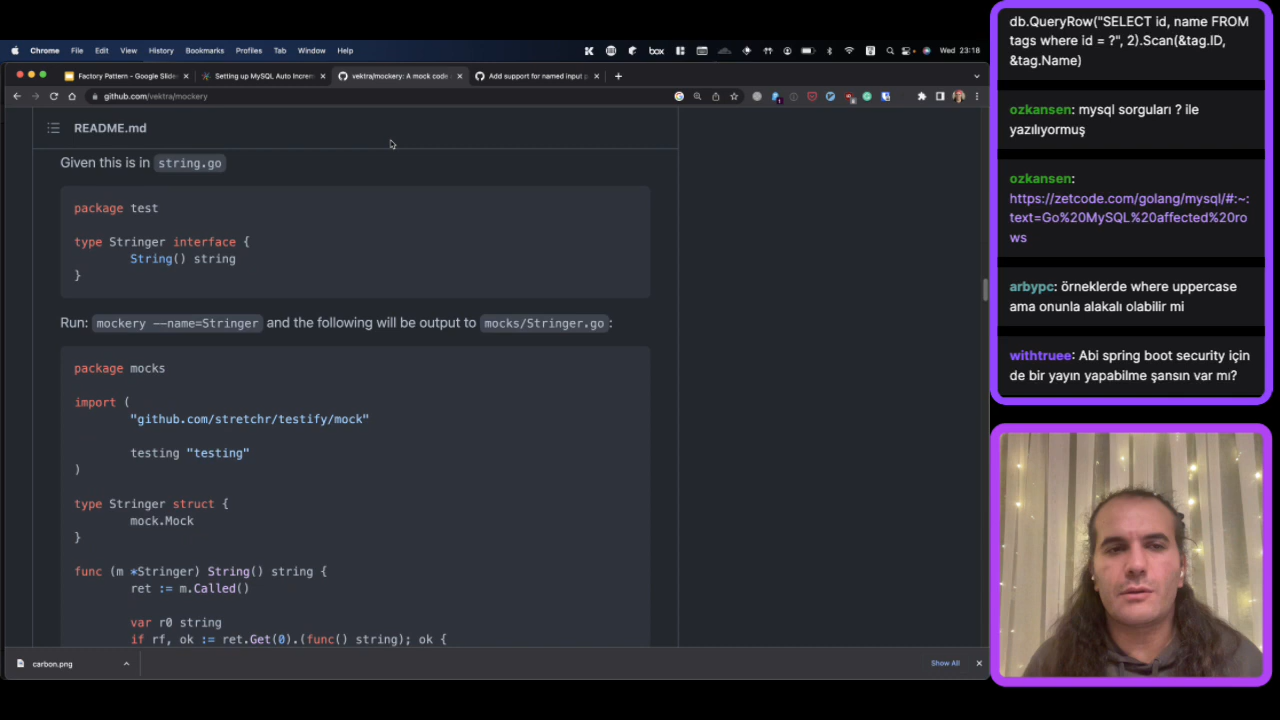 Chrome File Edit View History Bookmarks Profiles Tab Window Help box Wed 23:18
Factory Pattern - Google Slide Setting up MySQL Auto Increm vektra/mockery: A mock code Add support for named input p
github.com/vektra/mockery
README.md
Given this is in string.go
package test
type Stringer interface {
String() string
}
Run: mockery --name=Stringer and the following will be output to mocks/Stringer.go:
package mocks
import (
"github.com/stretchr/testify/mock"
testing "testing"
)
type Stringer struct {
mock.Mock
}
func (m *Stringer) String() string {
ret := m.Called()
var r0 string
if rf, ok := ret.Get(0).(func() string); ok {
carbon.png
Show All
db.QueryRow("SELECT id, name FROM
tags where id = ?", 2).Scan(&tag.ID,
&tag.Name)
ozkansen: mysql sorguları ? ile
yazılıyormuş
ozkansen:
https://zetcode.com/golang/mysql/#:~:
text=Go%20MySQL%20affected%20ro
ws
arbypc: örneklerde where uppercase
ama onunla alakalı olabilir mi
withtruee: Abi spring boot security için
de bir yayın yapabilme şansın var mı?